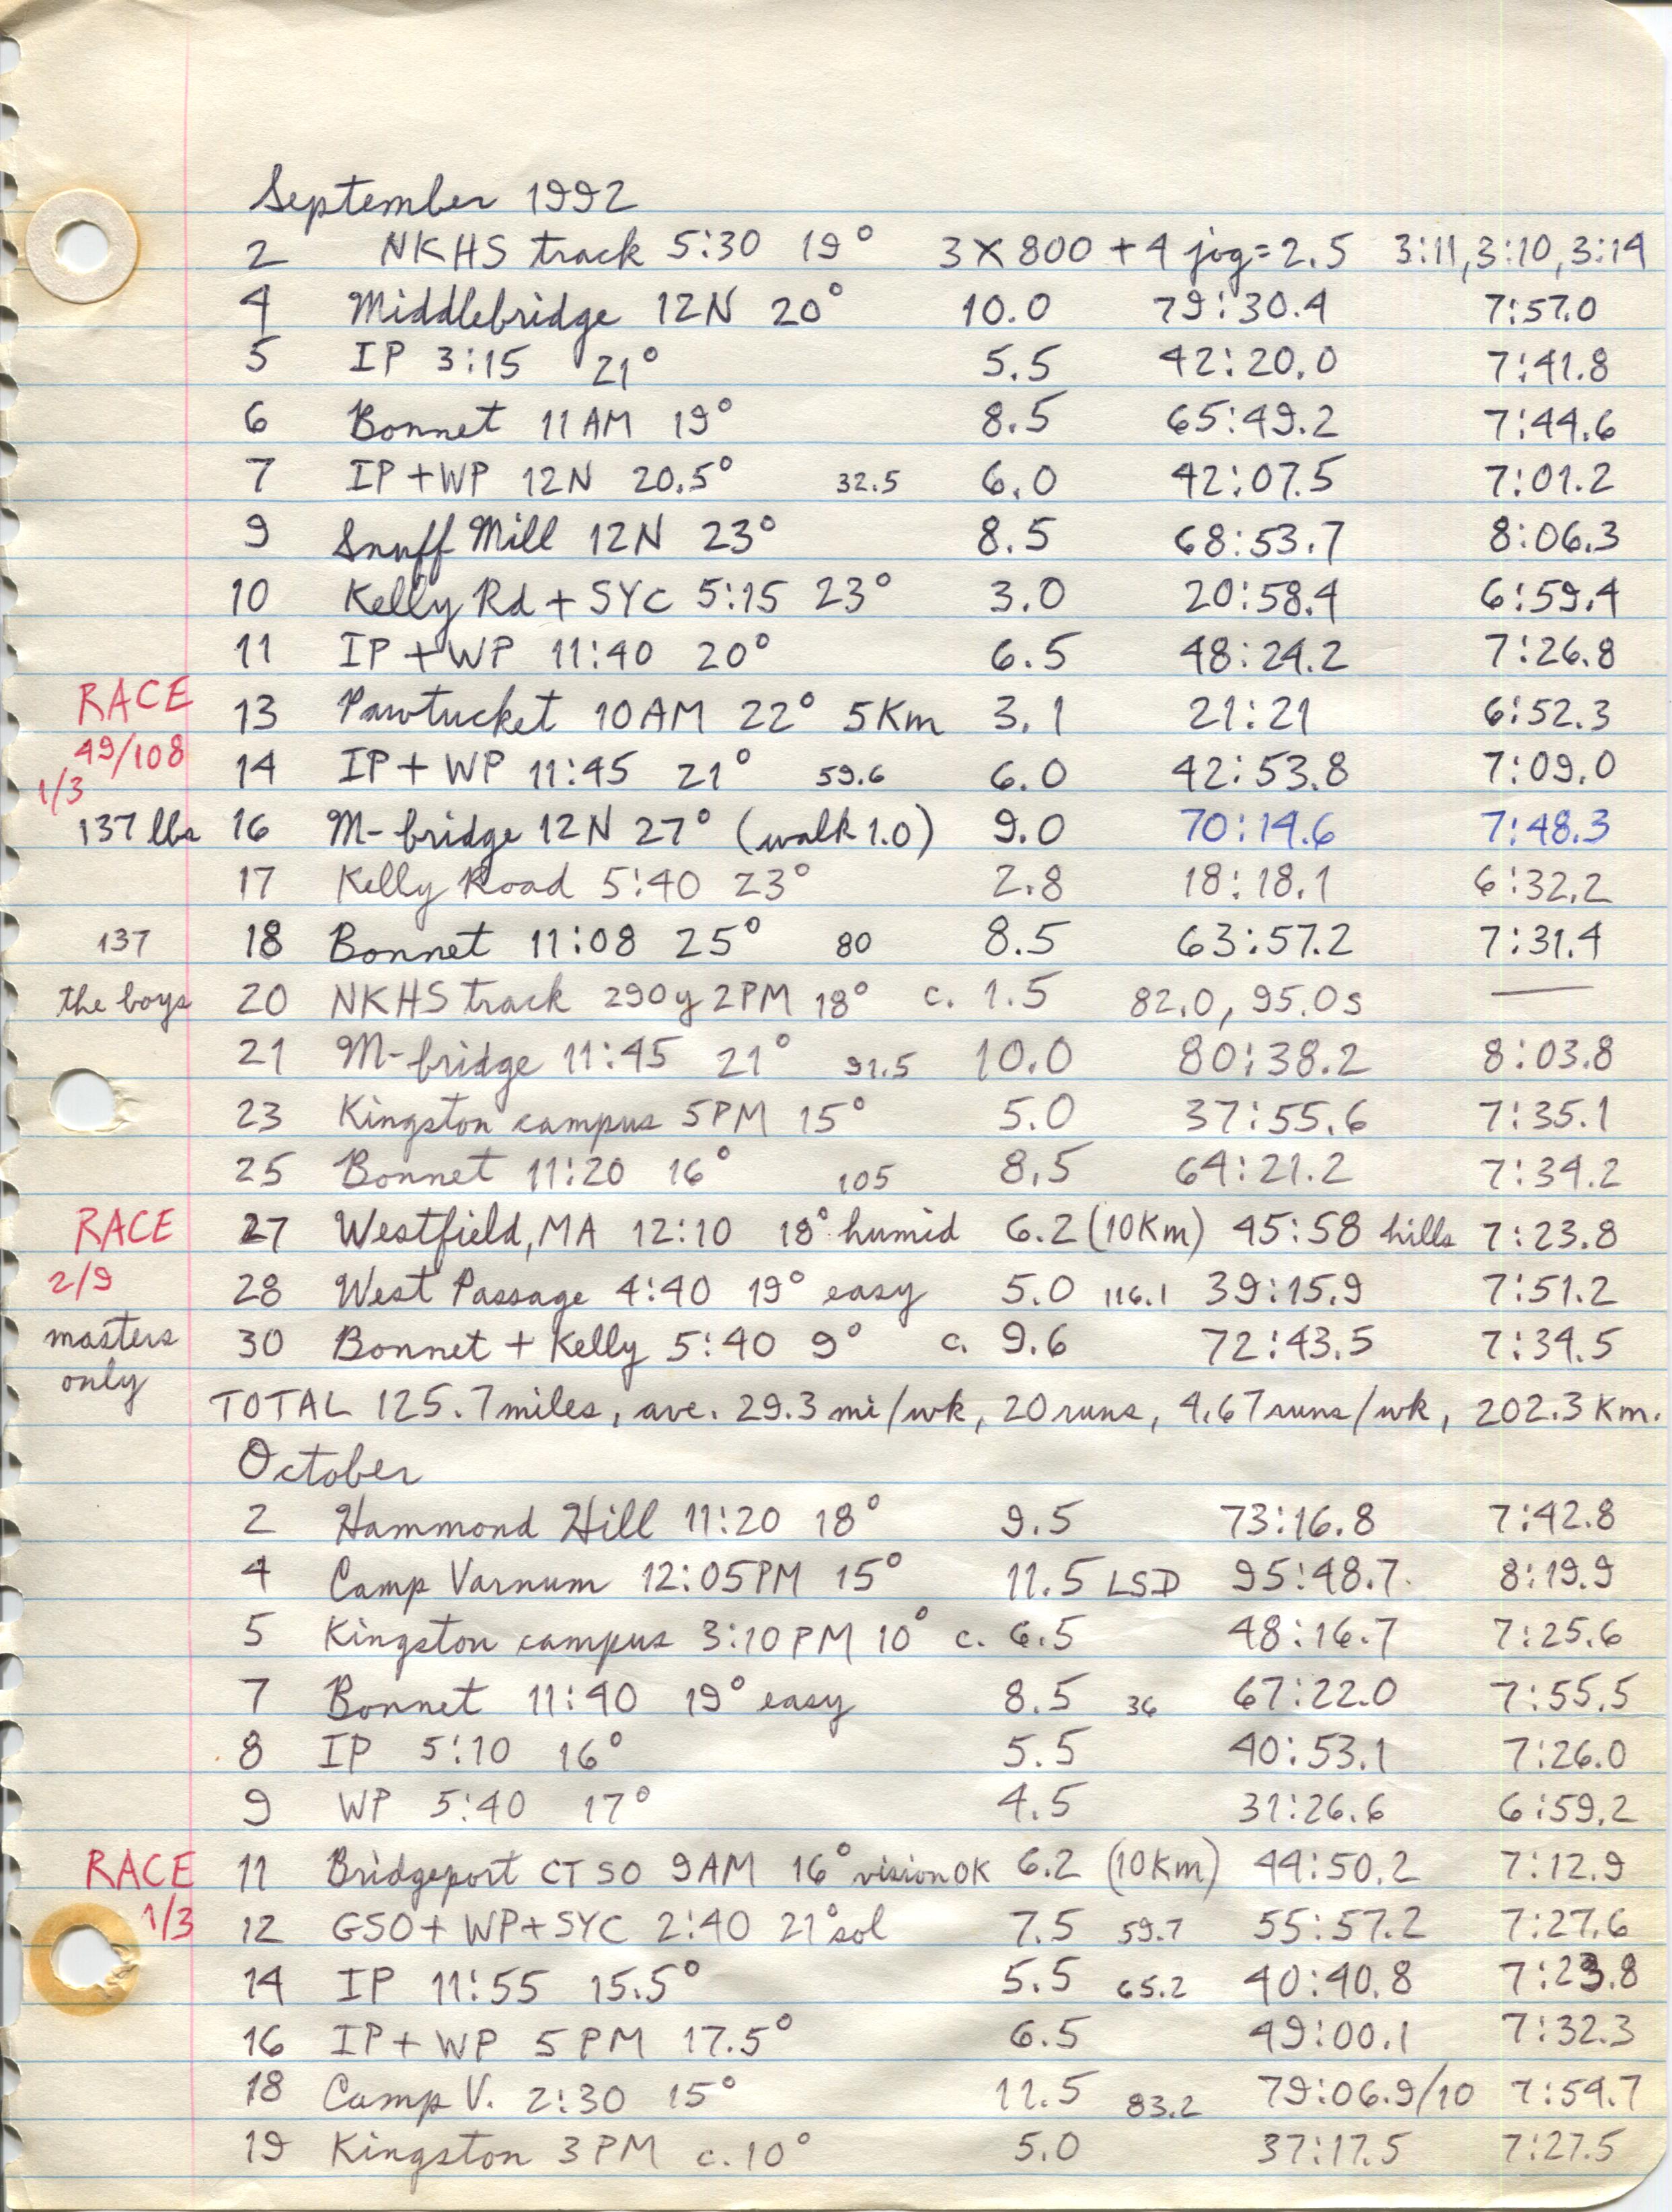 September 1992
2 NKHS track 5:30 19° 3 X 800 + 4 jog = 2.5 3:11, 3:10, 3:14
4 Middlebridge 12N 20° 10.0 79:30.4 7:57.0
5 IP 3:15 21° 5.5 42:20.0 7:41.8
6 Bonnet 11AM 19° 8.5 65:49.2 7:44.6
7 IP + WP 12N 20.5° 32.5 6.0 42:07.5 7:01.2
9 Snuff Mill 12N 23° 8.5 68:53.7 8:06.3
10 Kelly Rd + SYC 5:15 23° 3.0 20:58.4 6:59.4
11 IP + WP 11:40 20° 6.5 48:24.2 7:26.8
RACE 13 Pawtucket 10AM 22° 5Km 3.1 21:21 6:52.3
49/108 14 IP + WP 11:45 21° 59.6 6.0 42:53.8 7:09.0
1/3
137 lbs 16 M-bridge 12N 27° (walk 1.0) 9.0 70:14.6 7:48.3
17 Kelly Road 5:40 23° 2.8 18:18.1 6:32.2
137 18 Bonnet 11:08 25° 80 8.5 63:57.2 7:31.4
the boys 20 NKHS track 290y 2PM 18° c. 1.5 82.0, 95.0s —
21 M-bridge 11:45 21° 91.5 10.0 80:38.2 8:03.8
23 Kingston campus 5PM 15° 5.0 37:55.6 7:35.1
25 Bonnet 11:20 16° 105 8.5 64:21.2 7:34.2
RACE 27 Westfield, MA 12:10 18° humid 6.2 (10Km) 45:58 hills 7:23.8
2/9 28 West Passage 4:40 19° easy 5.0 116.1 39:15.9 7:51.2
masters 30 Bonnet + Kelly 5:40 9° c. 9.6 72:43.5 7:34.5
only
TOTAL 125.7 miles, ave. 29.3 mi/wk, 20 runs, 4.67 runs/wk, 202.3 Km.
October
2 Hammond Hill 11:20 18° 9.5 73:16.8 7:42.8
4 Camp Varnum 12:05PM 15° 11.5 LSD 95:48.7 8:19.9
5 Kingston campus 3:10PM 10° c. 6.5 48:16.7 7:25.6
7 Bonnet 11:40 19° easy 8.5 36 67:22.0 7:55.5
8 IP 5:10 16° 5.5 40:53.1 7:26.0
9 WP 5:40 17° 4.5 31:26.6 6:59.2
RACE 11 Bridgeport CT SO 9AM 16° vision OK 6.2 (10Km) 44:50.2 7:12.9
1/3 12 GSO + WP + SYC 2:40 21° sol 7.5 59.7 55:57.2 7:27.6
14 IP 11:55 15.5° 5.5 65.2 40:40.8 7:23.8
16 IP + WP 5PM 17.5° 6.5 49:00.1 7:32.3
18 Camp V. 2:30 15° 11.5 83.2 79:06.9/10 7:54.7
19 Kingston 3PM c. 10° 5.0 37:17.5 7:27.5